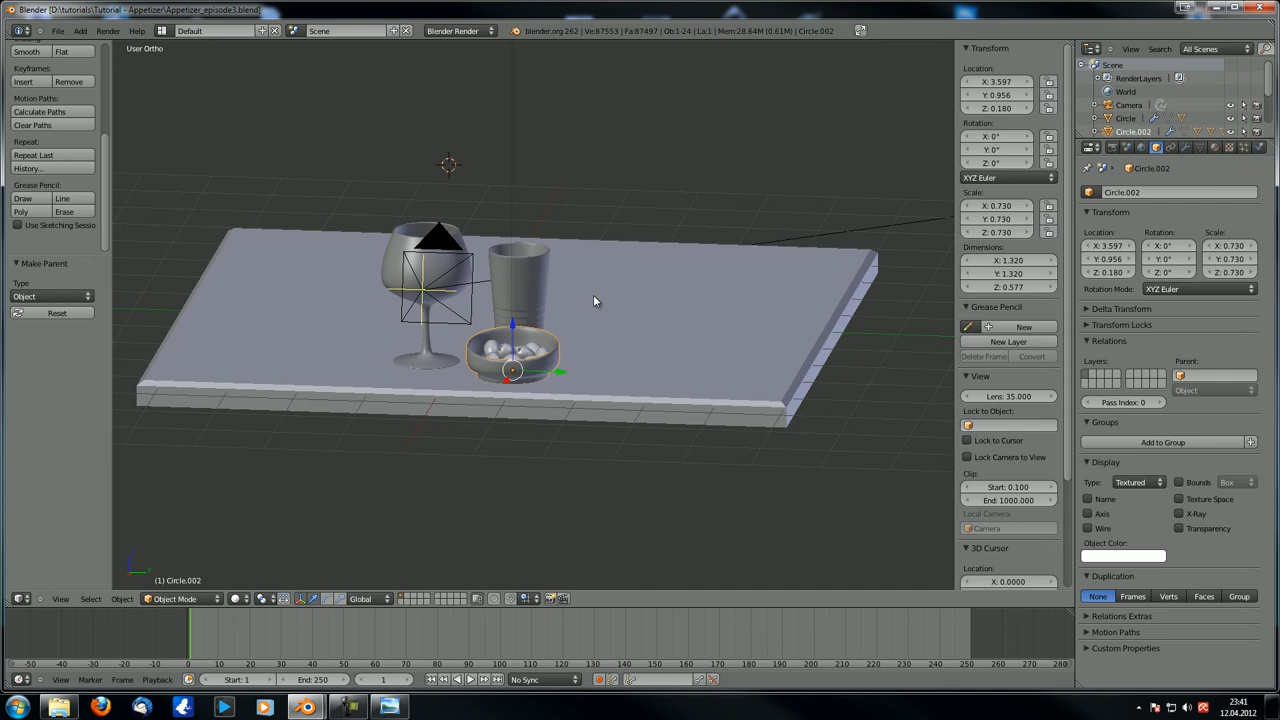 Blender [D:\tutorials\Tutorial - Appetizer\Appetizer_episode3.blend]
File Add Render Help Default Scene Blender Render blender.org 262 | Ve:87553 | Fa:87497 | Ob:1-24 | La:1 | Mem:28.64M (0.61M) | Circle.002
Smooth Flat
Keyframes:
Insert Remove
Motion Paths:
Calculate Paths
Clear Paths
Repeat:
Repeat Last
History...
Grease Pencil:
Draw Line
Poly Erase
Use Sketching Sessio
Make Parent
Type
Object
Reset
User Ortho
(1) Circle.002
View Select Object Object Mode Global
Transform
Location:
X: 3.597
Y: 0.956
Z: 0.180
Rotation:
X: 0°
Y: 0°
Z: 0°
XYZ Euler
Scale:
X: 0.730
Y: 0.730
Z: 0.730
Dimensions:
X: 1.320
Y: 1.320
Z: 0.577
Grease Pencil
New
New Layer
Delete Frame Convert
View
Lens: 35.000
Lock to Object:
Lock to Cursor
Lock Camera to View
Clip:
Start: 0.100
End: 1000.000
Local Camera:
Camera
3D Cursor
Location:
X: 0.0000
View Search All Scenes
Scene
RenderLayers
World
Camera
Circle
Circle.002
Circle.002
Circle.002
Transform
Location: Rotation: Scale:
X: 3.597 X: 0° X: 0.730
Y: 0.956 Y: 0° Y: 0.730
Z: 0.180 Z: 0° Z: 0.730
Rotation Mode: XYZ Euler
Delta Transform
Transform Locks
Relations
Layers: Parent:
Object
Pass Index: 0
Groups
Add to Group
Display
Type: Textured Bounds Box
Name Texture Space
Axis X-Ray
Wire Transparency
Object Color:
Duplication
None Frames Verts Faces Group
Relations Extras
Motion Paths
Custom Properties
-50 -40 -30 -20 -10 0 10 20 30 40 50 60 70 80 90 100 110 120 130 140 150 160 170 180 190 200 210 220 230 240 250 260 270 280
View Marker Frame Playback Start: 1 End: 250 1 No Sync
23:41
12.04.2012